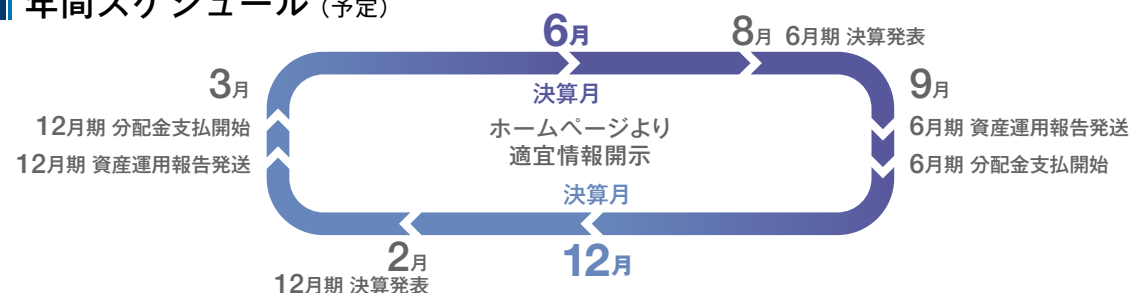 年間スケジュール（予定）
6月
決算月
8月 6月期 決算発表
9月
6月期 資産運用報告発送
6月期 分配金支払開始
ホームページより
適宜情報開示
決算月
12月
2月
12月期 決算発表
3月
12月期 分配金支払開始
12月期 資産運用報告発送